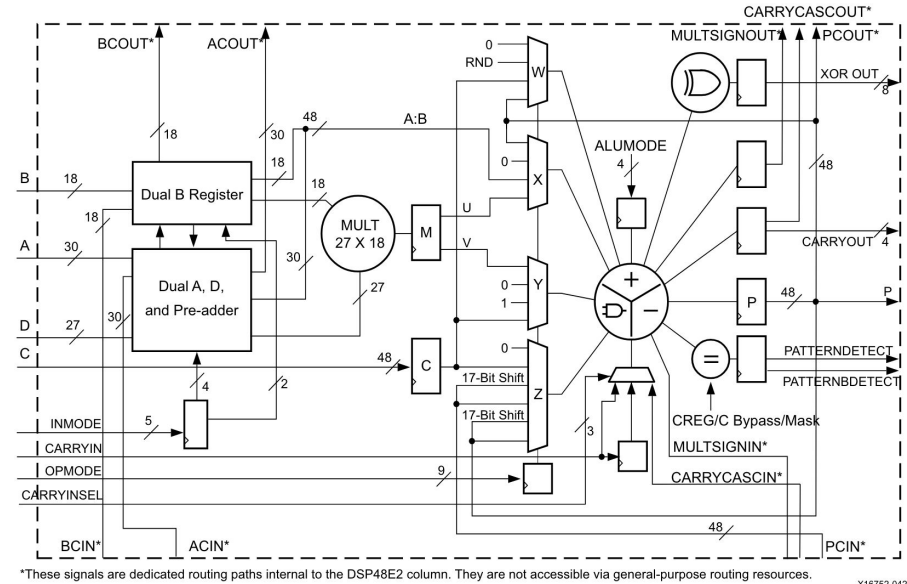 CARRYCASCOUT*
BCOUT* ACOUT* MULTSIGNOUT* PCOUT*
0
RND
W
XOR OUT
8
48 A:B
18 30
18
ALUMODE
4
48
0
X
B 18
Dual B Register
18
18
MULT
27 X 18
M
U
V
A 30
30
Dual A, D,
and Pre-adder
30
27
0
1
Y
+
−
CARRYOUT 4
P 48 P
D 27
C
48 C
0
17-Bit Shift
17-Bit Shift
Z
=
PATTERNDETECT
PATTERNBDETECT
4 2
3
CREG/C Bypass/Mask
INMODE 5
CARRYIN
MULTSIGNIN*
OPMODE 9
CARRYCASCIN*
CARRYINSEL
48
BCIN* ACIN* PCIN*
*These signals are dedicated routing paths internal to the DSP48E2 column. They are not accessible via general-purpose routing resources.